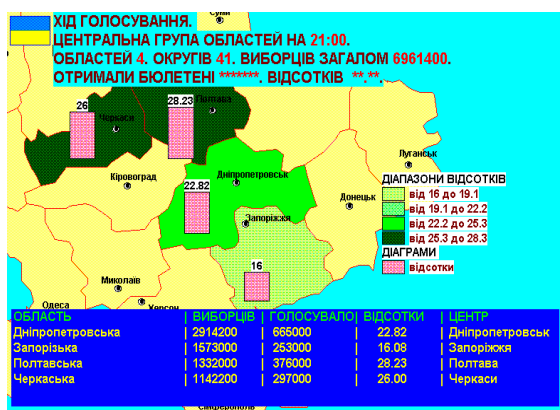 Суми
ХІД ГОЛОСУВАННЯ.
ЦЕНТРАЛЬНА ГРУПА ОБЛАСТЕЙ НА 21:00.
ОБЛАСТЕЙ 4. ОКРУГІВ 41. ВИБОРЦІВ ЗАГАЛОМ 6961400.
ОТРИМАЛИ БЮЛЕТЕНІ *******. ВІДСОТКІВ **.**.
26
28.23
Полтава
Черкаси
Луганськ
Кіровоград
Дніпропетровськ
22.82
Донецьк
Запоріжжя
16
Миколаїв
Одеса
Херсон
ДІАПАЗОНИ ВІДСОТКІВ
від 16 до 19.1
від 19.1 до 22.2
від 22.2 до 25.3
від 25.3 до 28.3
ДІАГРАМИ
відсотки
ОБЛАСТЬ | ВИБОРЦІВ | ГОЛОСУВАЛО | ВІДСОТКИ | ЦЕНТР
Дніпропетровська | 2914200 | 665000 | 22.82 | Дніпропетровськ
Запорізька | 1573000 | 253000 | 16.08 | Запоріжжя
Полтавська | 1332000 | 376000 | 28.23 | Полтава
Черкаська | 1142200 | 297000 | 26.00 | Черкаси
Сімферополь